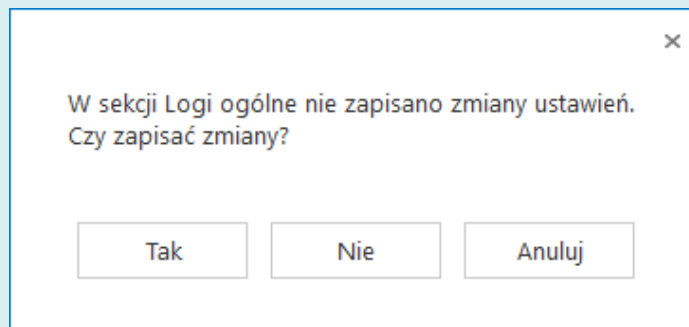 W sekcji Logi ogólne nie zapisano zmiany ustawień.
Czy zapisać zmiany?
Tak Nie Anuluj